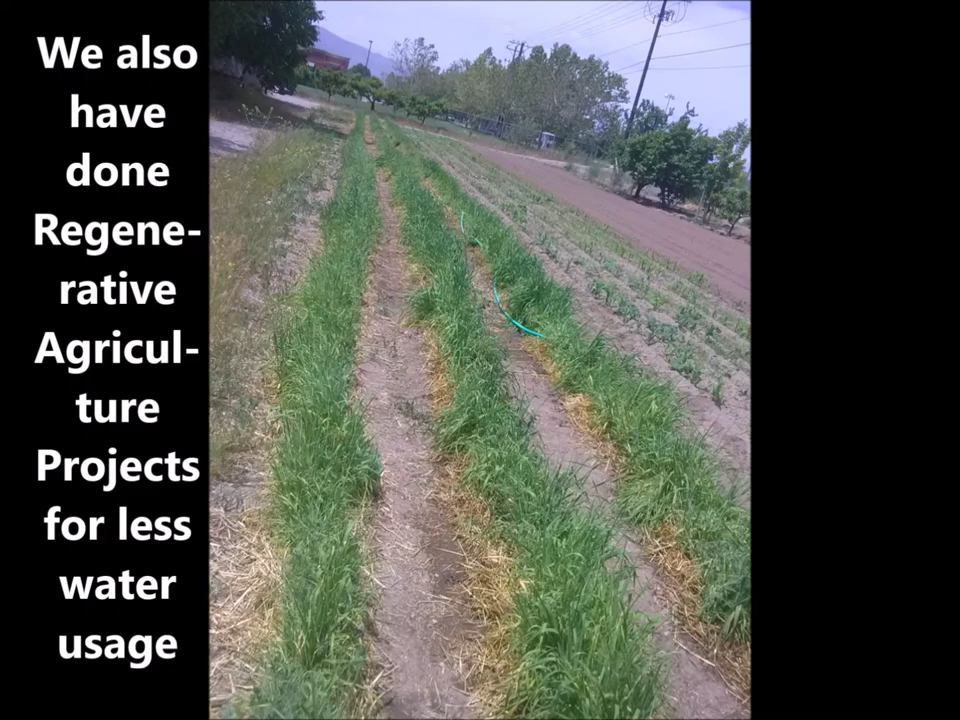 We also
have
done
Regene-
rative
Agricul-
ture
Projects
for less
water
usage